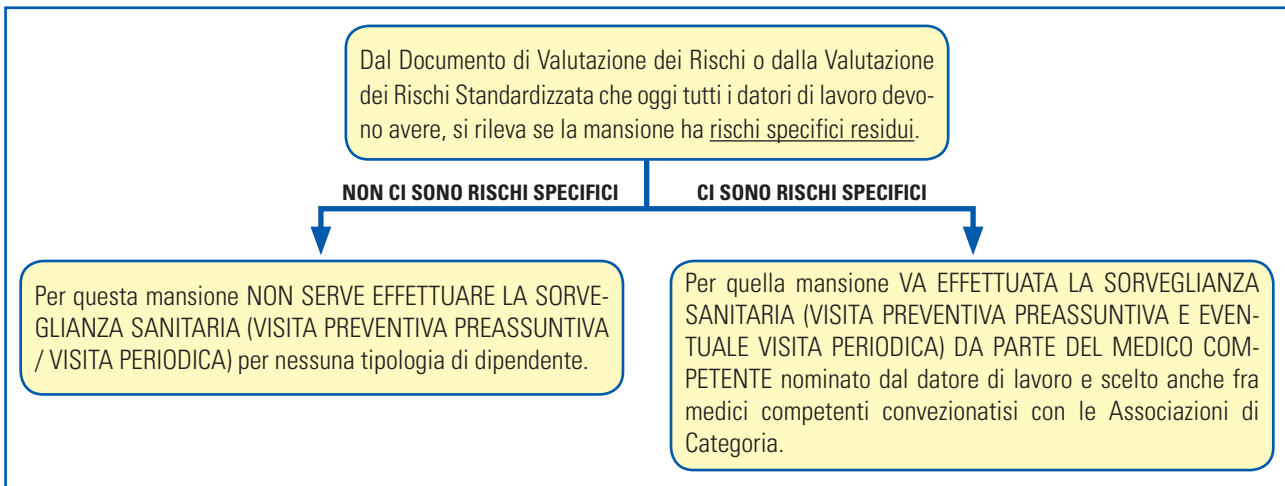 Dal Documento di Valutazione dei Rischi o dalla Valutazione
dei Rischi Standardizzata che oggi tutti i datori di lavoro devo-
no avere, si rileva se la mansione ha rischi specifici residui.
NON CI SONO RISCHI SPECIFICI
CI SONO RISCHI SPECIFICI
Per questa mansione NON SERVE EFFETTUARE LA SORVE-
GLIANZA SANITARIA (VISITA PREVENTIVA PREASSUNTIVA
/ VISITA PERIODICA) per nessuna tipologia di dipendente.
Per quella mansione VA EFFETTUATA LA SORVEGLIANZA
SANITARIA (VISITA PREVENTIVA PREASSUNTIVA E EVEN-
TUALE VISITA PERIODICA) DA PARTE DEL MEDICO COM-
PETENTE nominato dal datore di lavoro e scelto anche fra
medici competenti convezionatisi con le Associazioni di
Categoria.